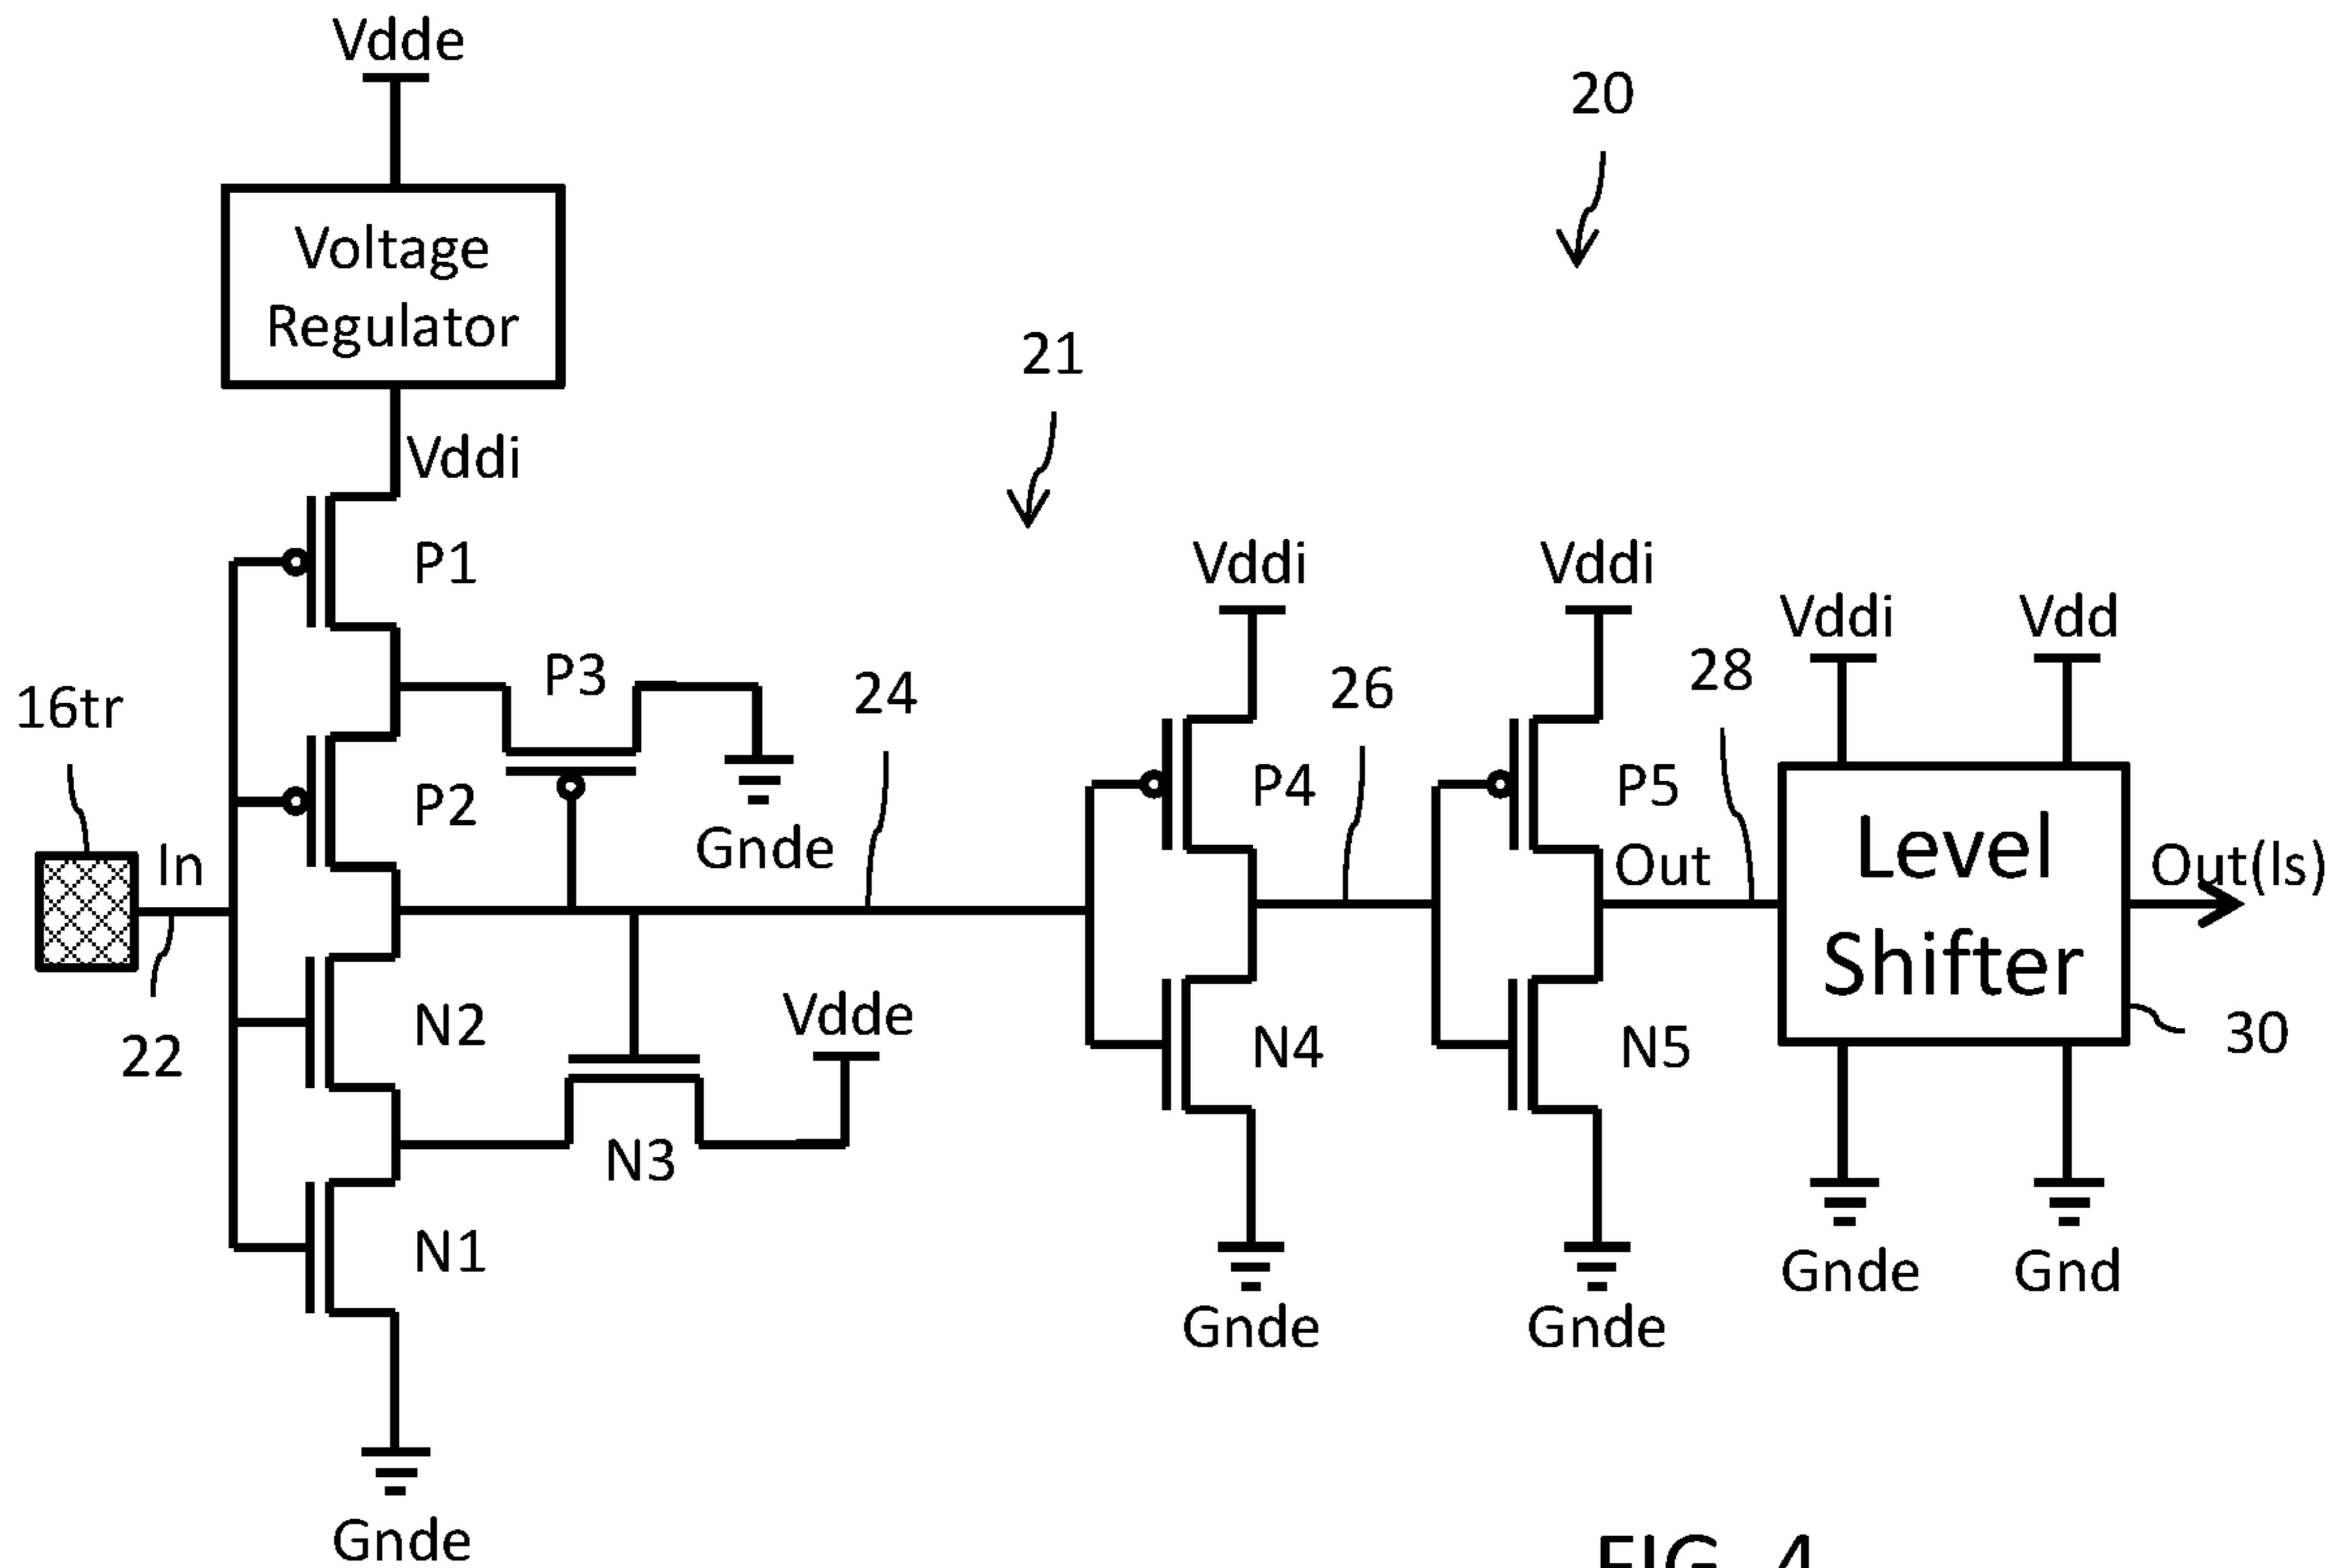 Vdde
20
Voltage
Regulator
21
Vddi
P1
Vddi
Vddi
Vddi
Vdd
P3
24
26
28
16tr
P2
P4
P5
In
Gnde
Out
Level
Shifter
Out(ls)
22
N2
Vdde
N4
N5
30
N3
N1
Gnde
Gnd
Gnde
Gnde
Gnde
FIG. 4